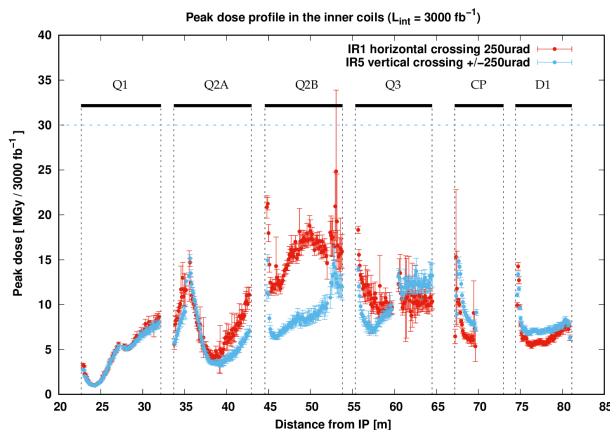 Peak dose profile in the inner coils (L_int = 3000 fb⁻¹)
IR1 horizontal crossing 250urad
IR5 vertical crossing +/−250urad
Q1 Q2A Q2B Q3 CP D1
Peak dose [ MGy / 3000 fb⁻¹ ]
40
35
30
25
20
15
10
5
0
20 25 30 35 40 45 50 55 60 65 70 75 80 85
Distance from IP [m]